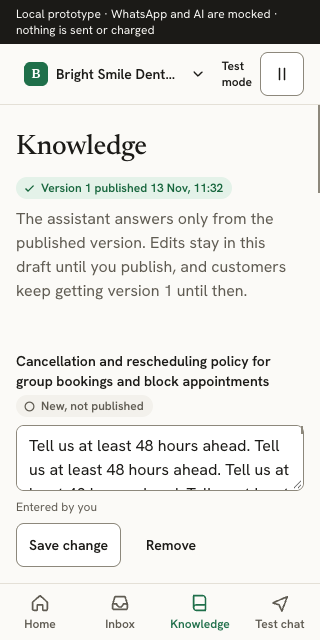 Local prototype · WhatsApp and AI are mocked ·
nothing is sent or charged
B Bright Smile Dent... Test mode
Knowledge
Version 1 published 13 Nov, 11:32
The assistant answers only from the
published version. Edits stay in this
draft until you publish, and customers
keep getting version 1 until then.
Cancellation and rescheduling policy for
group bookings and block appointments
New, not published
Tell us at least 48 hours ahead. Tell
us at least 48 hours ahead. Tell us at
Entered by you
Save change Remove
Home Inbox Knowledge Test chat